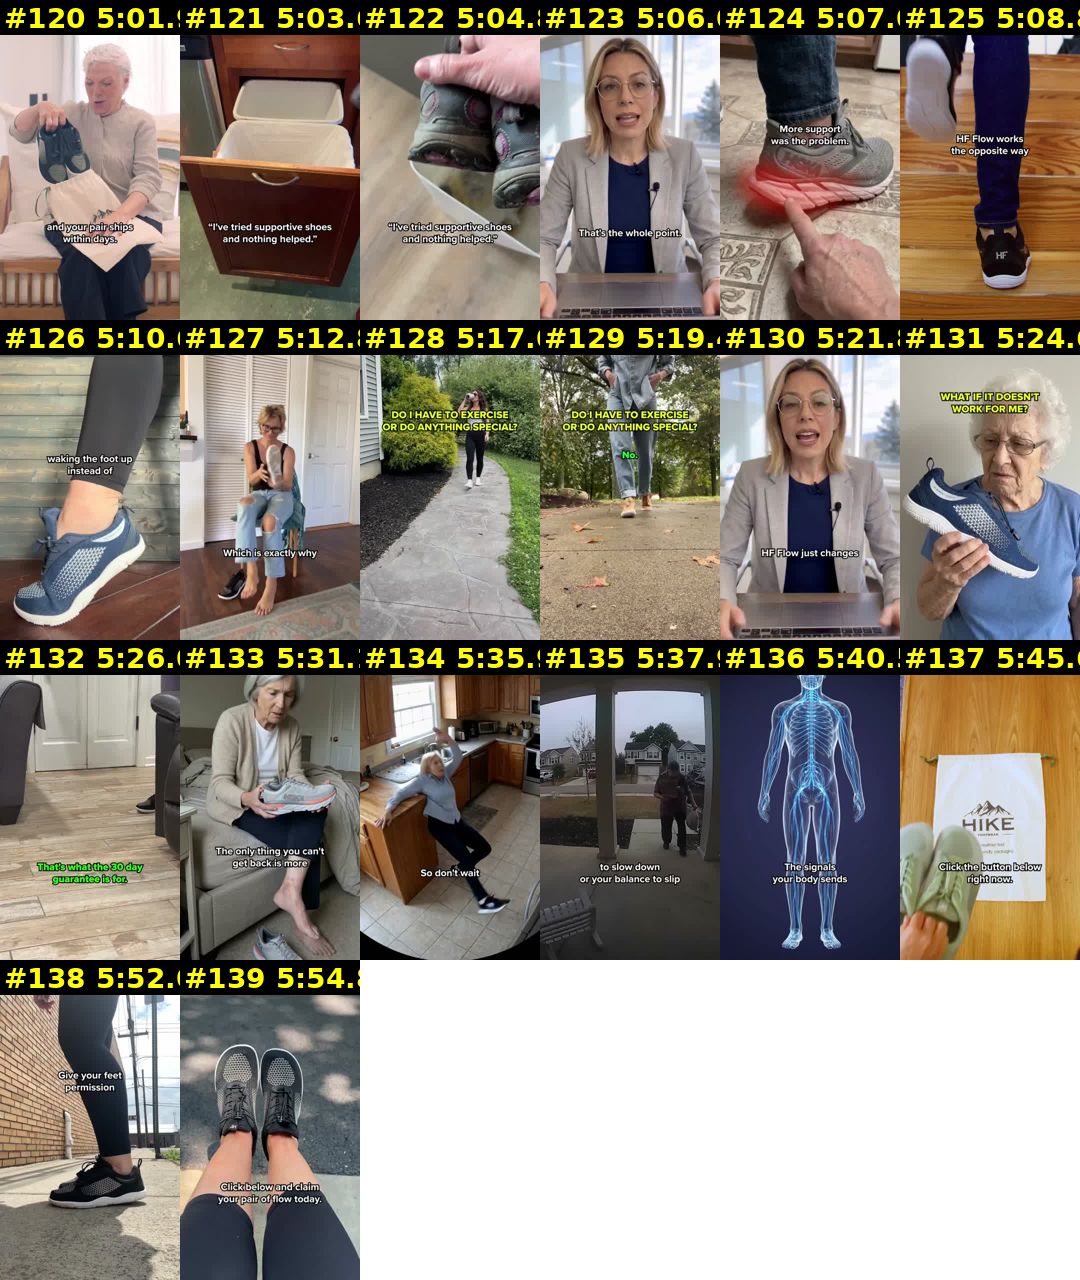 #120 5:01.
#121 5:03.
#122 5:04.
#123 5:06.
#124 5:07.
#125 5:08.
and your pair ships
within days.
"I've tried supportive shoes
and nothing helped."
"I've tried supportive shoes
and nothing helped."
That's the whole point.
More support
was the problem.
HF Flow works
the opposite way
HF
#126 5:10.
#127 5:12.
#128 5:17.
#129 5:19.
#130 5:21.
#131 5:24.
waking the foot up
instead of
Which is exactly why
DO I HAVE TO EXERCISE
OR DO ANYTHING SPECIAL?
DO I HAVE TO EXERCISE
OR DO ANYTHING SPECIAL?
No.
HF Flow just changes
WHAT IF IT DOESN'T
WORK FOR ME?
#132 5:26.
#133 5:31.
#134 5:35.
#135 5:37.
#136 5:40.
#137 5:45.
That's what the 30 day
guarantee is for.
The only thing you can't
get back is more
So don't wait
to slow down
or your balance to slip
The signals
your body sends
HIKE
FOOTWEAR
Click the button below
right now.
#138 5:52.
#139 5:54.
Give your feet
permission
Click below and claim
your pair of flow today.